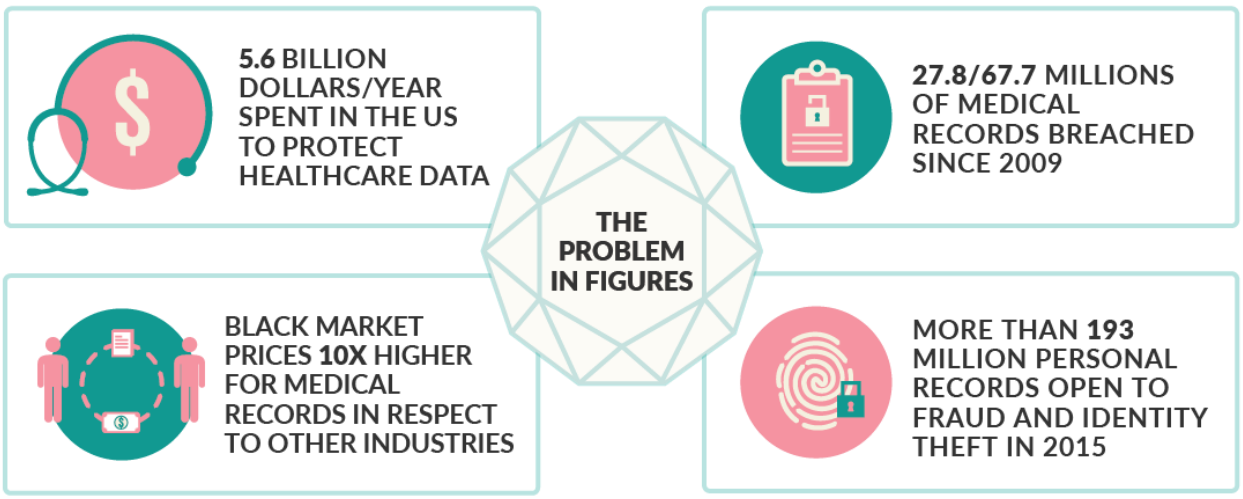 5.6 BILLION
DOLLARS/YEAR
SPENT IN THE US
TO PROTECT
HEALTHCARE DATA
27.8/67.7 MILLIONS
OF MEDICAL
RECORDS BREACHED
SINCE 2009
THE
PROBLEM
IN FIGURES
BLACK MARKET
PRICES 10X HIGHER
FOR MEDICAL
RECORDS IN RESPECT
TO OTHER INDUSTRIES
MORE THAN 193
MILLION PERSONAL
RECORDS OPEN TO
FRAUD AND IDENTITY
THEFT IN 2015